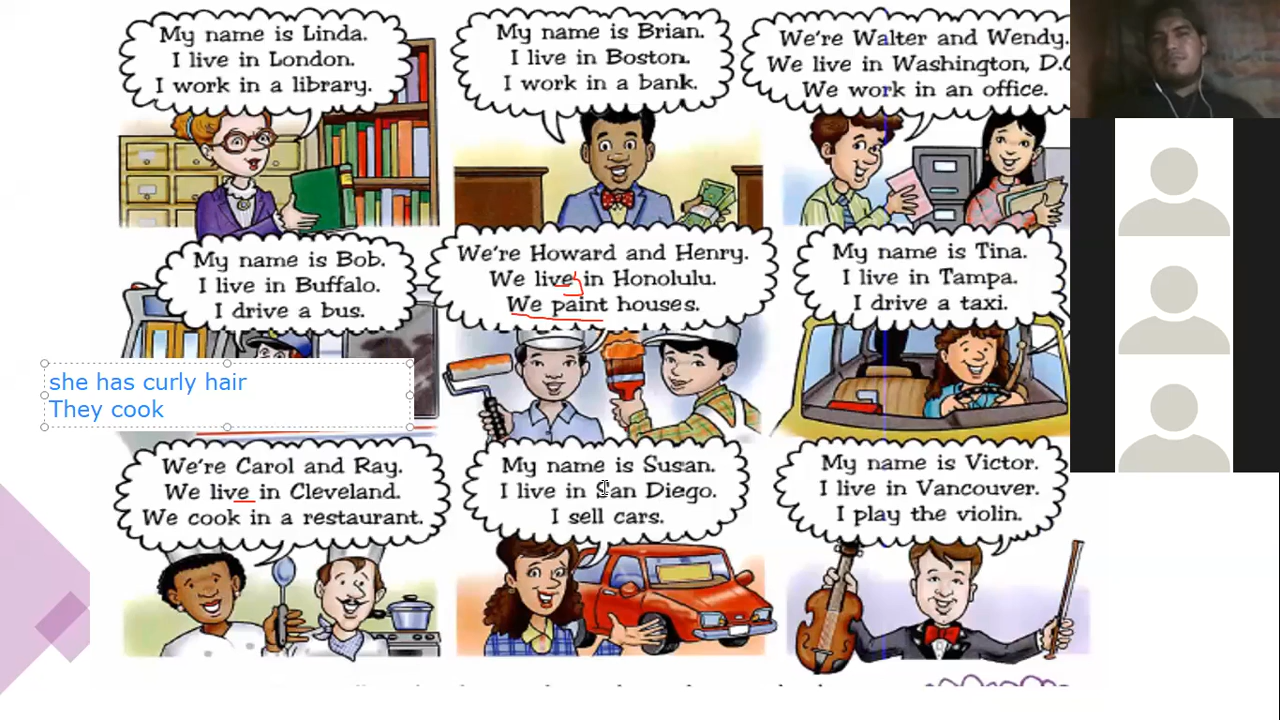 My name is Linda.
I live in London.
I work in a library.
My name is Brian.
I live in Boston.
I work in a bank.
We're Walter and Wendy.
We live in Washington, D.C
We work in an office.
My name is Bob.
I live in Buffalo.
I drive a bus.
We're Howard and Henry.
We live in Honolulu.
We paint houses.
My name is Tina.
I live in Tampa.
I drive a taxi.
she has curly hair
They cook
We're Carol and Ray.
We live in Cleveland.
We cook in a restaurant.
My name is Susan.
I live in San Diego.
I sell cars.
My name is Victor.
I live in Vancouver.
I play the violin.